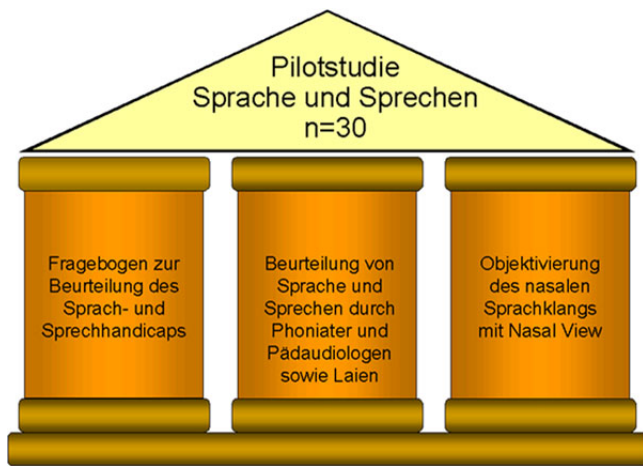 Pilotstudie
Sprache und Sprechen
n=30
Fragebogen zur
Beurteilung des
Sprach- und
Sprechhandicaps
Beurteilung von
Sprache und
Sprechen durch
Phoniater und
Pädaudiologen
sowie Laien
Objektivierung
des nasalen
Sprachklangs
mit Nasal View